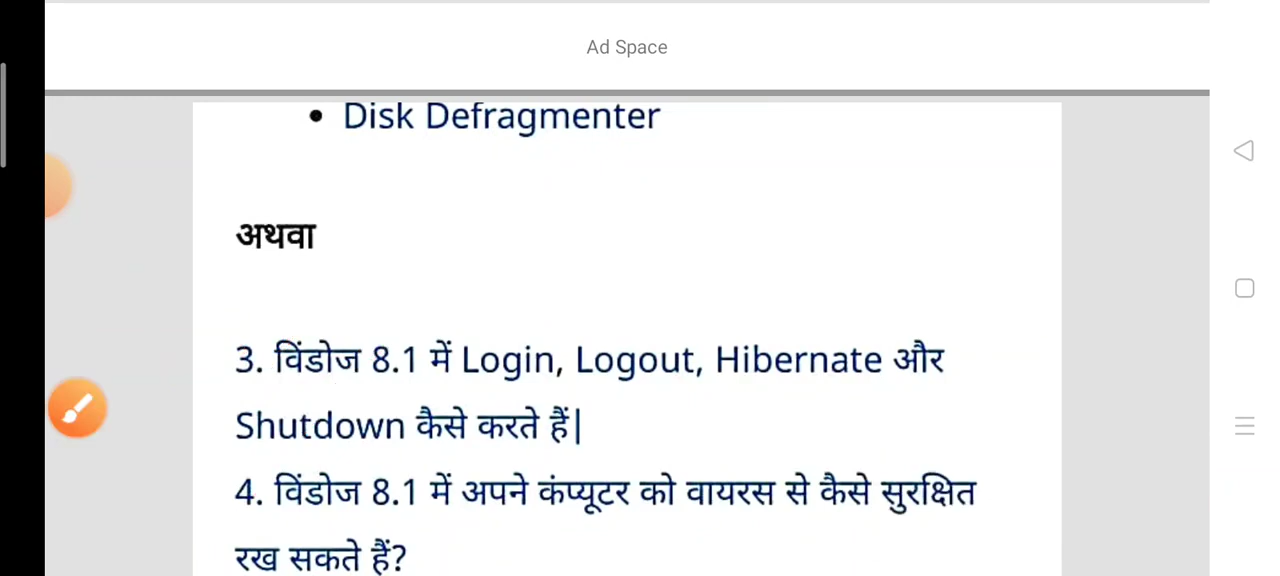 Ad Space
Disk Defragmenter
अथवा
3. विंडोज 8.1 में Login, Logout, Hibernate और
Shutdown कैसे करते हैं|
4. विंडोज 8.1 में अपने कंप्यूटर को वायरस से कैसे सुरक्षित
रख सकते हैं?